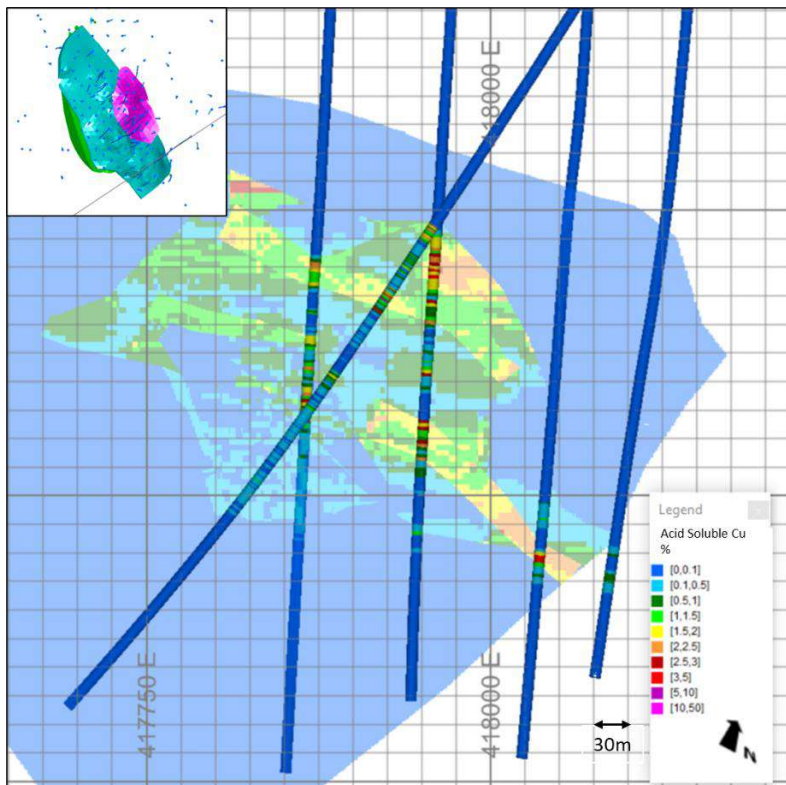 18000 E
417750 E
418000 E
Legend
Acid Soluble Cu
%
[0,0.1]
[0.1,0.5]
[0.5,1]
[1,1.5]
[1.5,2]
[2,2.5]
[2.5,3]
[3,5]
[5,10]
[10,50]
30m
N